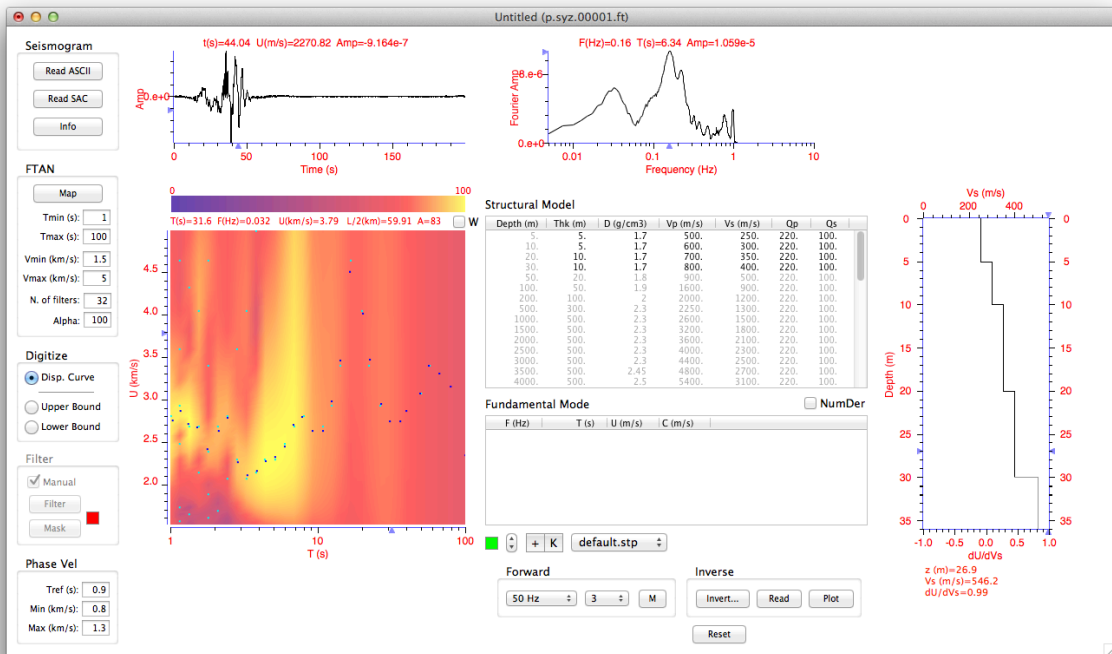 Untitled (p.syz.00001.ft)
Seismogram
Read ASCII
Read SAC
Info
t(s)=44.04 U(m/s)=2270.82 Amp=-9.164e-7
Amp
0.e+0
0 50 100 150
Time (s)
F(Hz)=0.16 T(s)=6.34 Amp=1.059e-5
Fourier Amp
8.e-6
0.e+0
0.01 0.1 1 10
Frequency (Hz)
FTAN
Map
Tmin (s): 1
Tmax (s): 100
Vmin (km/s): 1.5
Vmax (km/s): 5
N. of filters: 32
Alpha: 100
Digitize
Disp. Curve
Upper Bound
Lower Bound
Filter
Manual
Filter
Mask
Phase Vel
Tref (s): 0.9
Min (km/s): 0.8
Max (km/s): 1.3
0 100
T(s)=31.6 F(Hz)=0.032 U(km/s)=3.79 L/2(km)=59.91 A=83
W
U (km/s)
4.5
4.0
3.5
3.0
2.5
2.0
1 10 100
T (s)
Structural Model
Depth (m) Thk (m) D (g/cm3) Vp (m/s) Vs (m/s) Qp Qs
5. 5. 1.7 500. 250. 220. 100.
10. 5. 1.7 600. 300. 220. 100.
20. 10. 1.7 700. 350. 220. 100.
30. 10. 1.7 800. 400. 220. 100.
50. 20. 1.8 900. 500. 220. 100.
100. 50. 1.9 1600. 900. 220. 100.
200. 100. 2 2000. 1200. 220. 100.
500. 300. 2.3 2250. 1300. 220. 100.
1000. 500. 2.3 2600. 1500. 220. 100.
1500. 500. 2.3 3200. 1800. 220. 100.
2000. 500. 2.3 3600. 2100. 220. 100.
2500. 500. 2.3 4000. 2300. 220. 100.
3000. 500. 2.3 4400. 2500. 220. 100.
3500. 500. 2.45 4800. 2700. 220. 100.
4000. 500. 2.5 5400. 3100. 220. 100.
Fundamental Mode
NumDer
F (Hz) T (s) U (m/s) C (m/s)
+ K
default.stp
Forward
50 Hz
3
M
Inverse
Invert...
Read
Plot
Reset
Vs (m/s)
0 200 400
Depth (m)
0 0
5 5
10 10
15 15
20 20
25 25
30 30
35 35
-1.0 -0.5 0.0 0.5 1.0
dU/dVs
z (m)=26.9
Vs (m/s)=546.2
dU/dVs=0.99